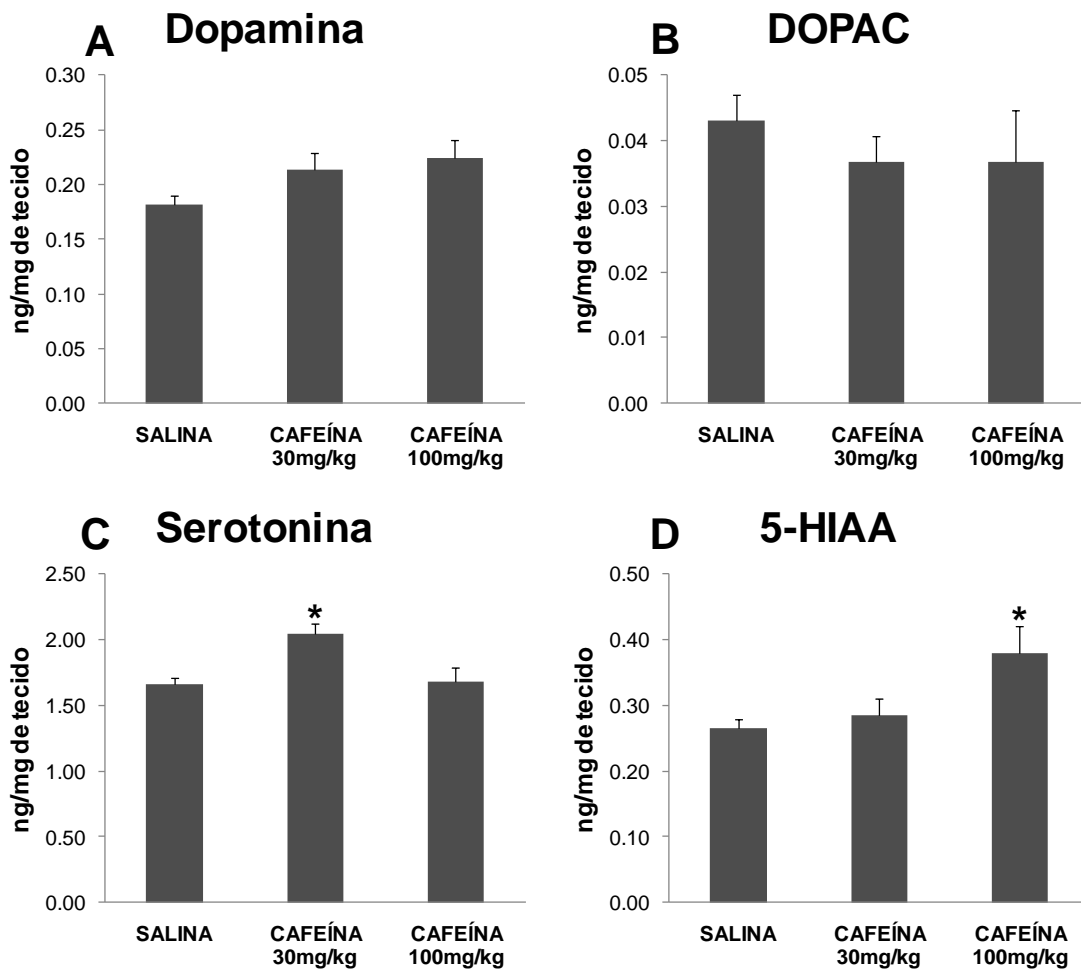 A Dopamina
ng/mg de tecido
0.30
0.25
0.20
0.15
0.10
0.05
0.00
SALINA CAFEÍNA CAFEÍNA
30mg/kg 100mg/kg
B DOPAC
ng/mg de tecido
0.05
0.04
0.03
0.02
0.01
0.00
SALINA CAFEÍNA CAFEÍNA
30mg/kg 100mg/kg
C Serotonina
ng/mg de tecido
2.50
2.00
1.50
1.00
0.50
0.00
*
SALINA CAFEÍNA CAFEÍNA
30mg/kg 100mg/kg
D 5-HIAA
ng/mg de tecido
0.50
0.40
0.30
0.20
0.10
0.00
*
SALINA CAFEÍNA CAFEÍNA
30mg/kg 100mg/kg